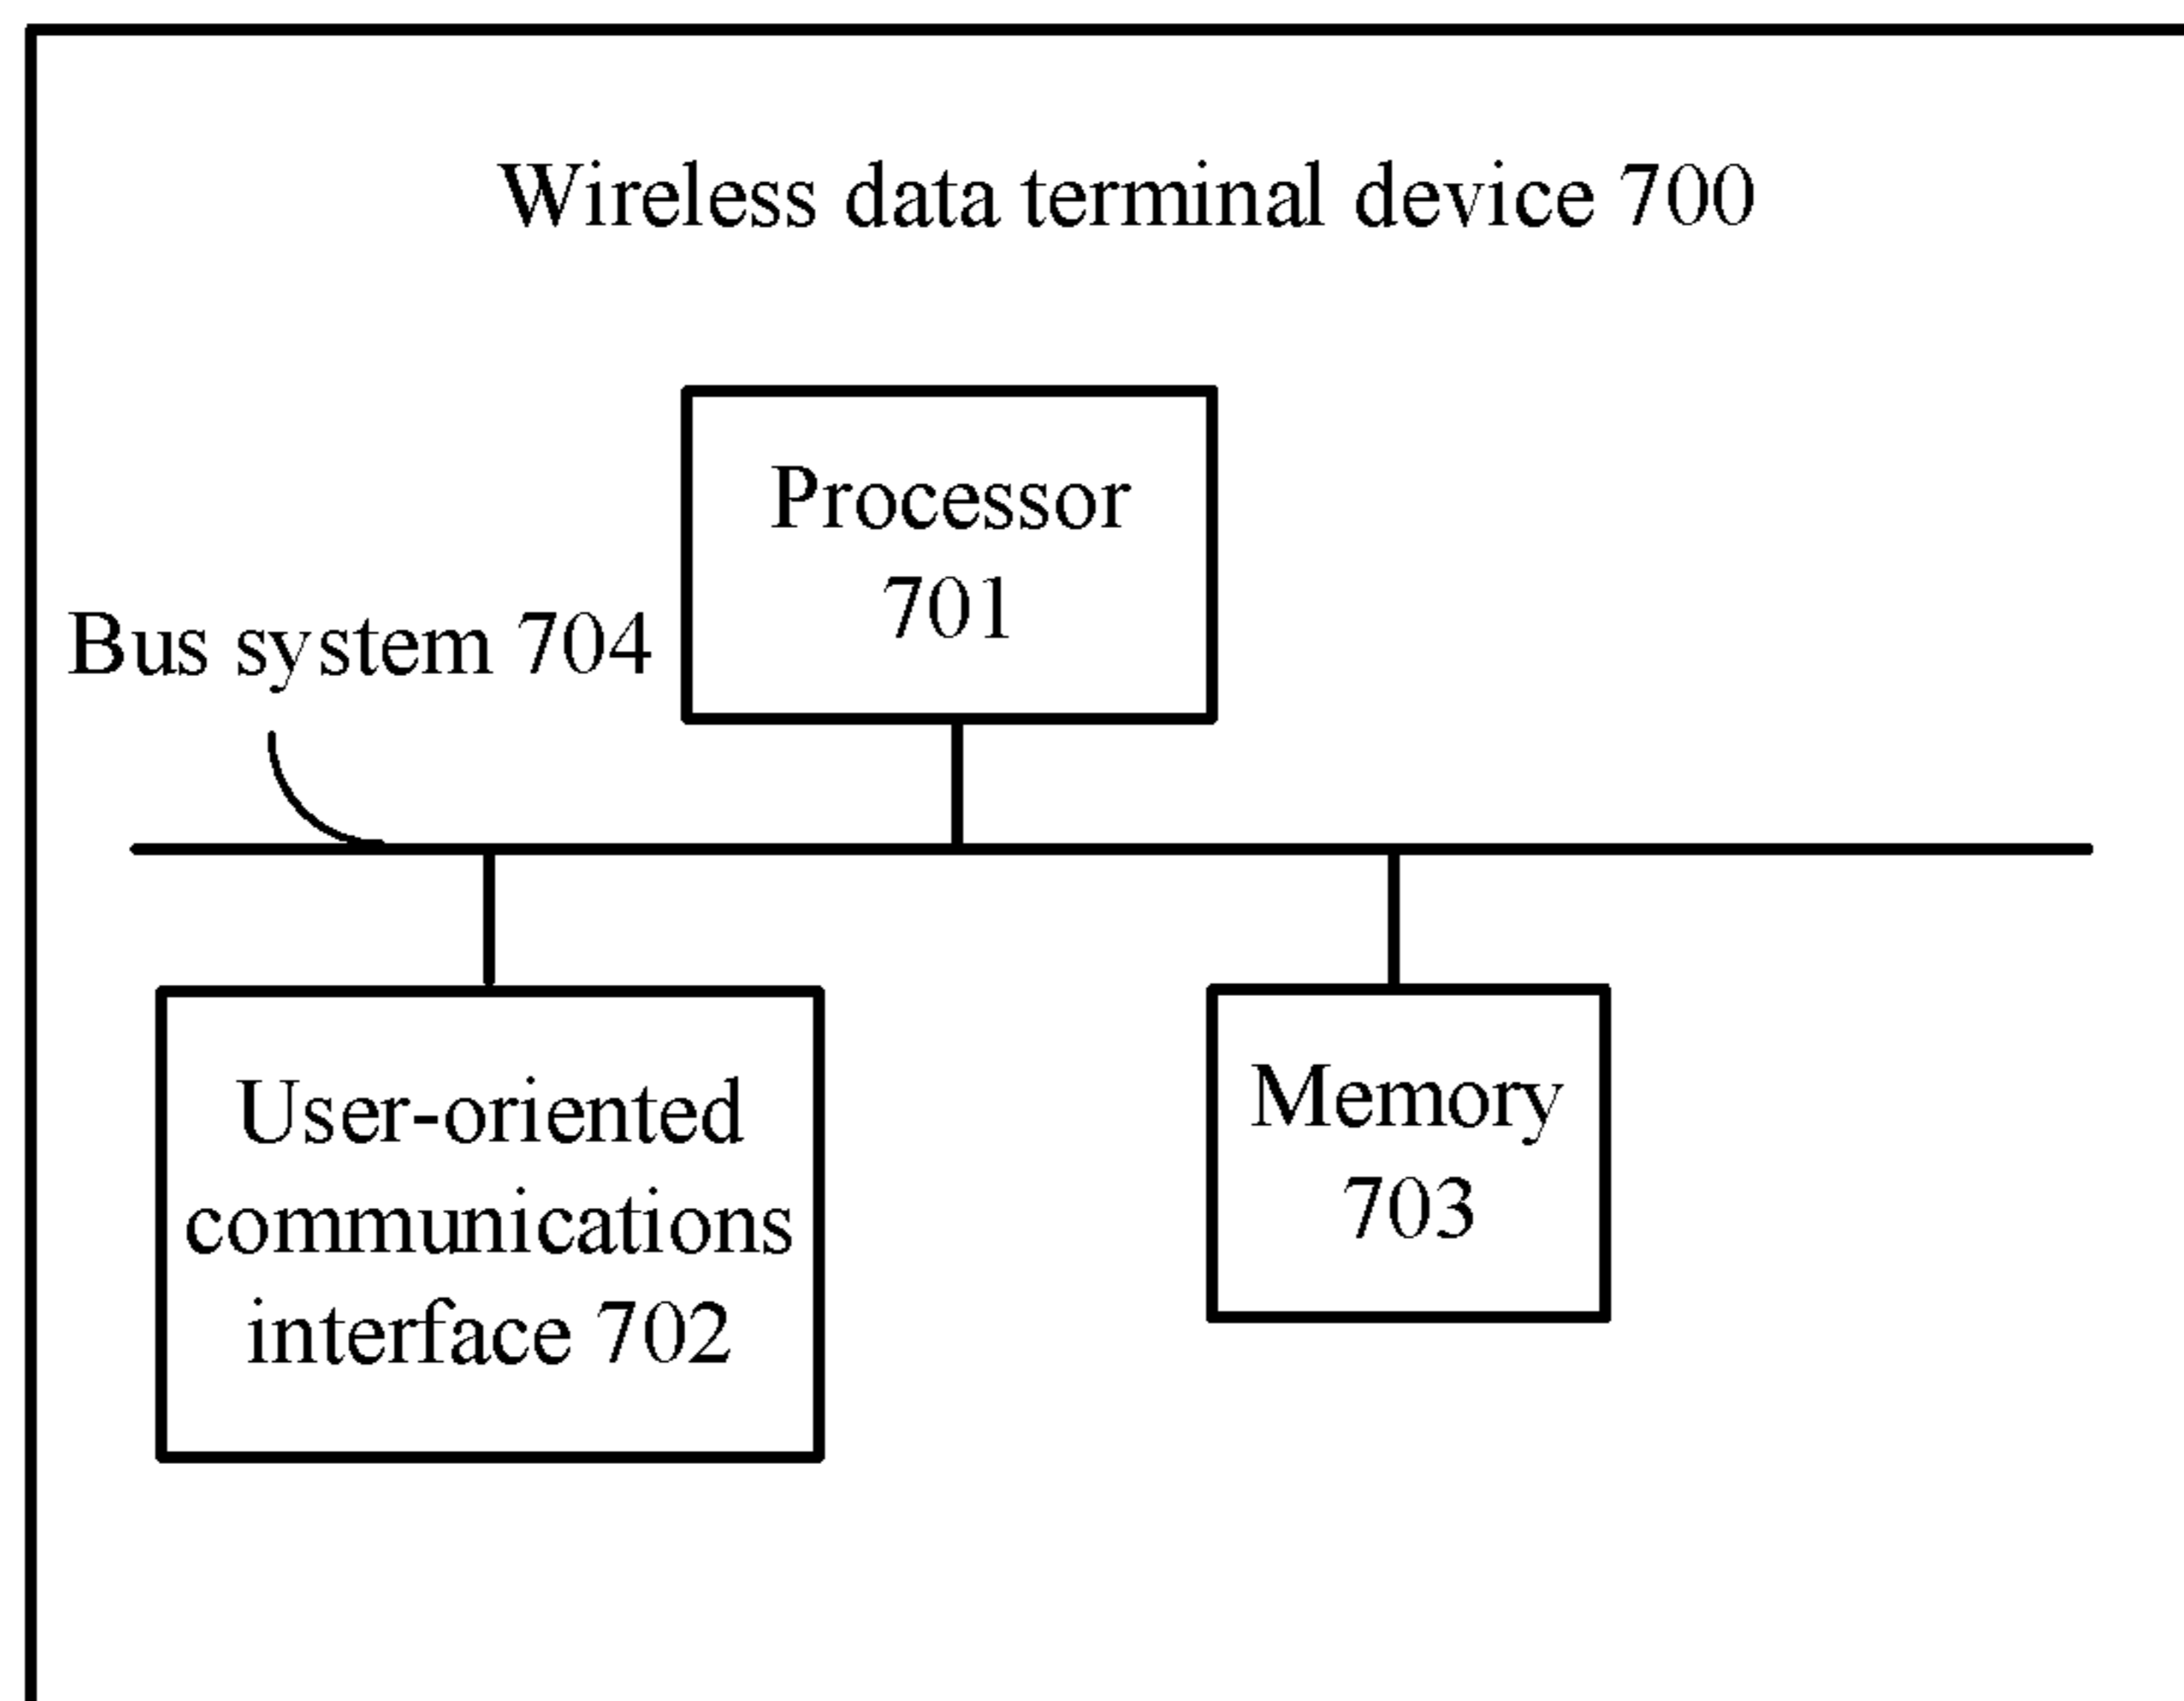 Wireless data terminal device 700
Processor
701
Bus system 704
User-oriented
communications
interface 702
Memory
703